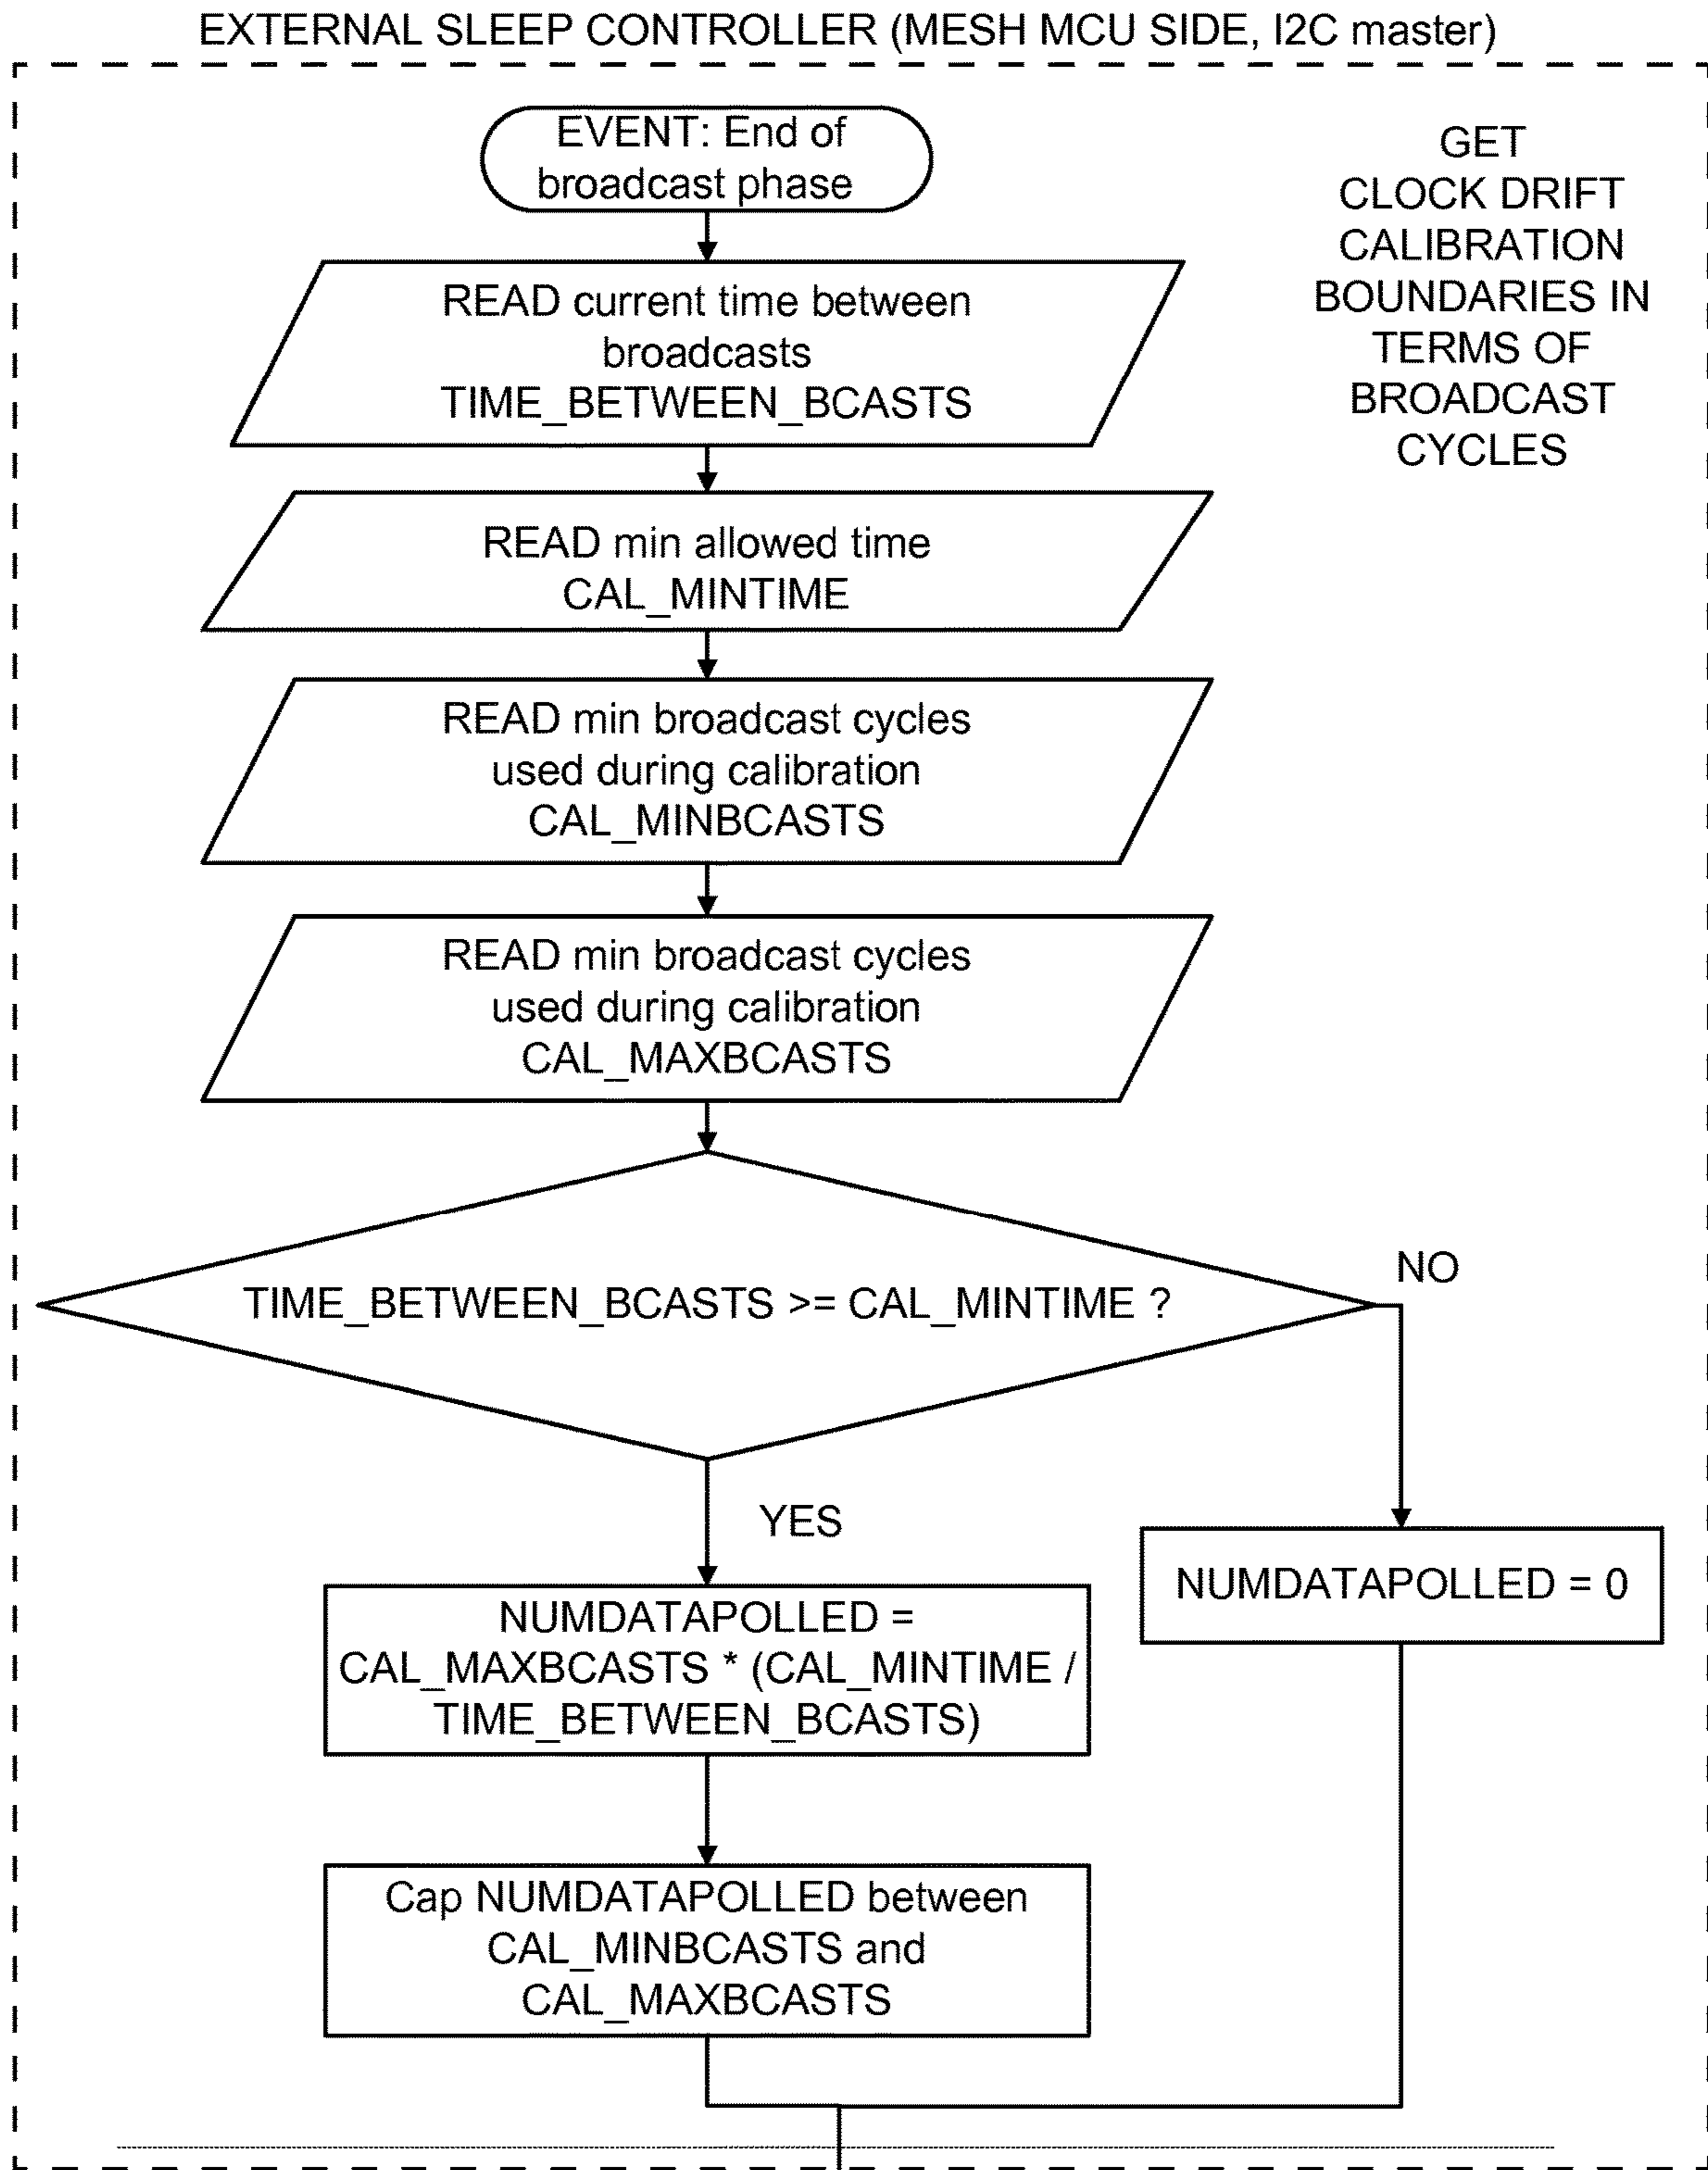 EXTERNAL SLEEP CONTROLLER (MESH MCU SIDE, I2C master)
EVENT: End of
broadcast phase
GET
CLOCK DRIFT
CALIBRATION
BOUNDARIES IN
TERMS OF
BROADCAST
CYCLES
READ current time between
broadcasts
TIME_BETWEEN_BCASTS
READ min allowed time
CAL_MINTIME
READ min broadcast cycles
used during calibration
CAL_MINBCASTS
READ min broadcast cycles
used during calibration
CAL_MAXBCASTS
TIME_BETWEEN_BCASTS >= CAL_MINTIME ?
NO
YES
NUMDATAPOLLED = 0
NUMDATAPOLLED =
CAL_MAXBCASTS * (CAL_MINTIME /
TIME_BETWEEN_BCASTS)
Cap NUMDATAPOLLED between
CAL_MINBCASTS and
CAL_MAXBCASTS